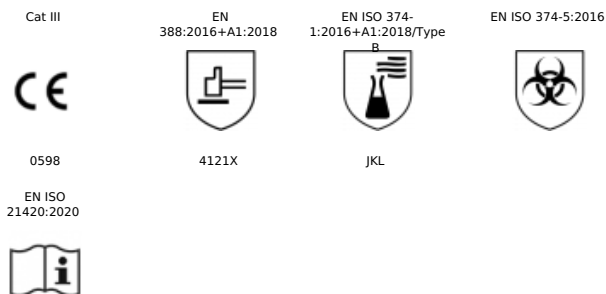 Cat III
EN
388:2016+A1:2018
EN ISO 374-
1:2016+A1:2018/Type
B
EN ISO 374-5:2016
CE
0598
4121X
JKL
EN ISO
21420:2020
i